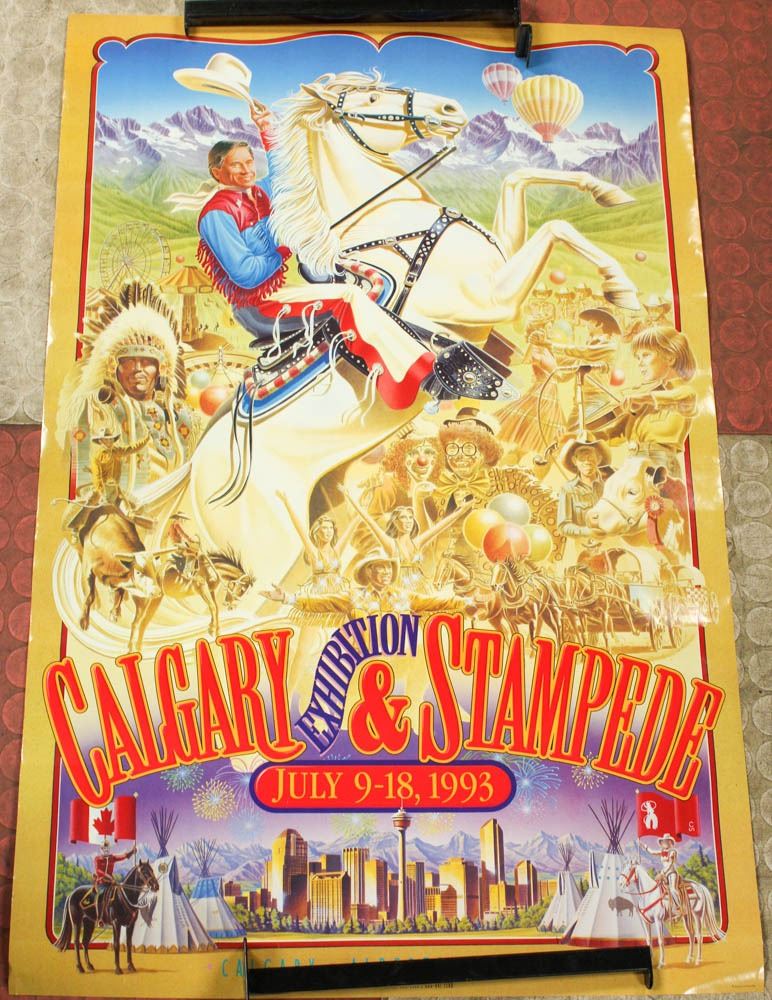 CALGARY EXHIBITION & STAMPEDE
JULY 9-18, 1993